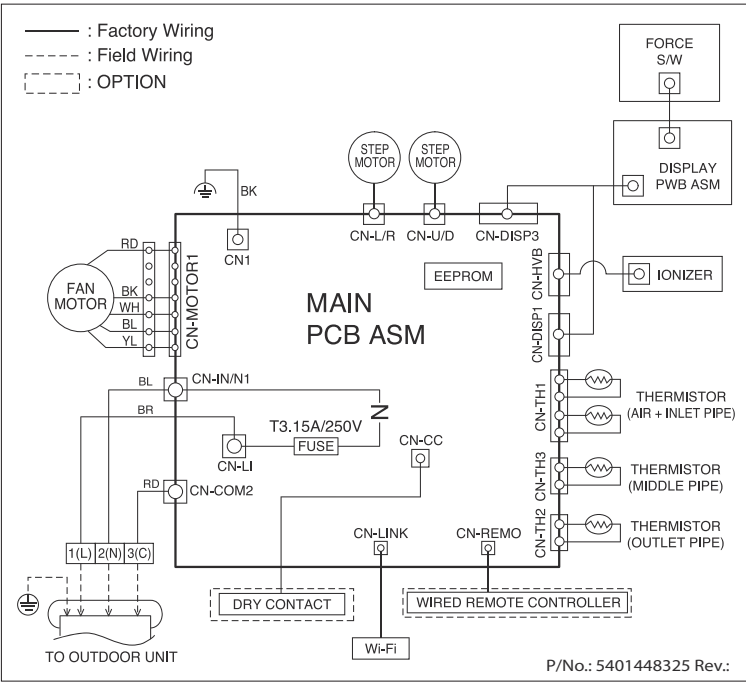 : Factory Wiring
: Field Wiring
: OPTION
FORCE
S/W
DISPLAY
PWB ASM
STEP
MOTOR
STEP
MOTOR
BK
CN1
CN-L/R
CN-U/D
CN-DISP3
EEPROM
CN-HVB
IONIZER
CN-DISP1
RD
BK
WH
BL
YL
FAN
MOTOR
CN-MOTOR1
MAIN
PCB ASM
BL
CN-IN/N1
BR
T3.15A/250V
FUSE
N
CN-LI
CN-CC
RD
CN-COM2
CN-TH1
THERMISTOR
(AIR + INLET PIPE)
CN-TH3
THERMISTOR
(MIDDLE PIPE)
CN-TH2
THERMISTOR
(OUTLET PIPE)
CN-LINK
CN-REMO
1(L) 2(N) 3(C)
DRY CONTACT
WIRED REMOTE CONTROLLER
Wi-Fi
TO OUTDOOR UNIT
P/No.: 5401448325 Rev.: